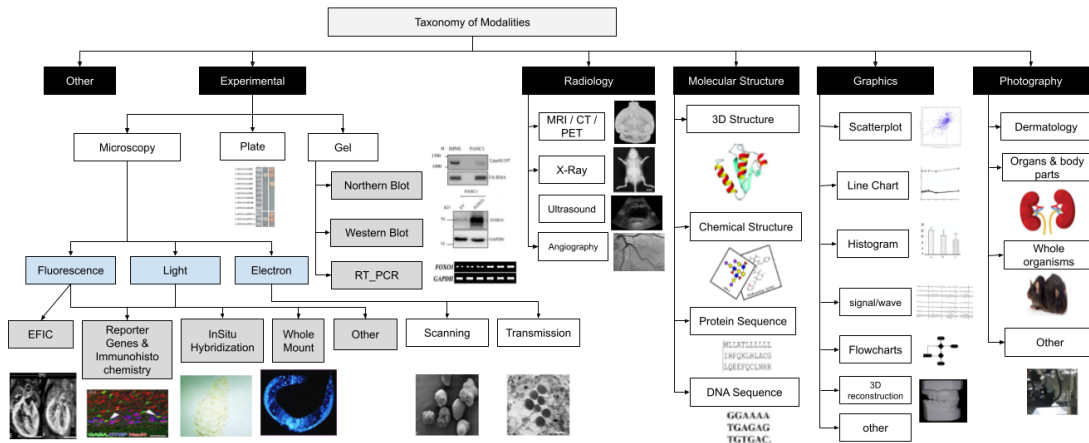 Taxonomy of Modalities
Other
Experimental
Radiology
Molecular Structure
Graphics
Photography
Microscopy
Plate
Gel
MRI / CT /
PET
3D Structure
Scatterplot
Dermatology
Northern Blot
X-Ray
Line Chart
Organs & body
parts
Western Blot
Ultrasound
Chemical Structure
Histogram
Whole
organisms
Fluorescence
Light
Electron
RT_PCR
Angiography
FOXO1
GAPDH
signal/wave
EFIC
Reporter
Genes &
Immunohisto
chemistry
InSitu
Hybridization
Whole
Mount
Other
Scanning
Transmission
Protein Sequence
Flowcharts
Other
MLLATLLLLLL
IRFQKLHLACG
LQEEFQCLNRR
3D
reconstruction
DNA Sequence
other
GGAAAA
TGAGAG
TGTGAC.